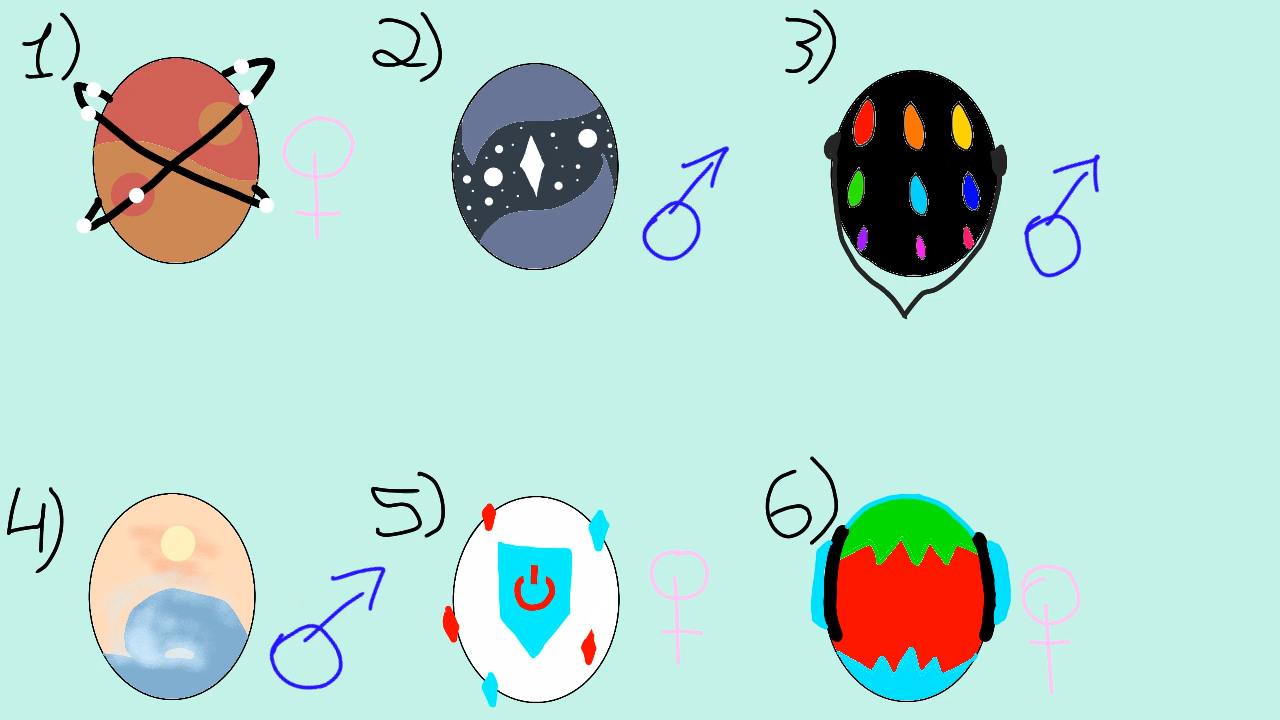 1) ♀ 2) ♂ 3) ♂
4) ♂ 5) ♀ 6) ♀